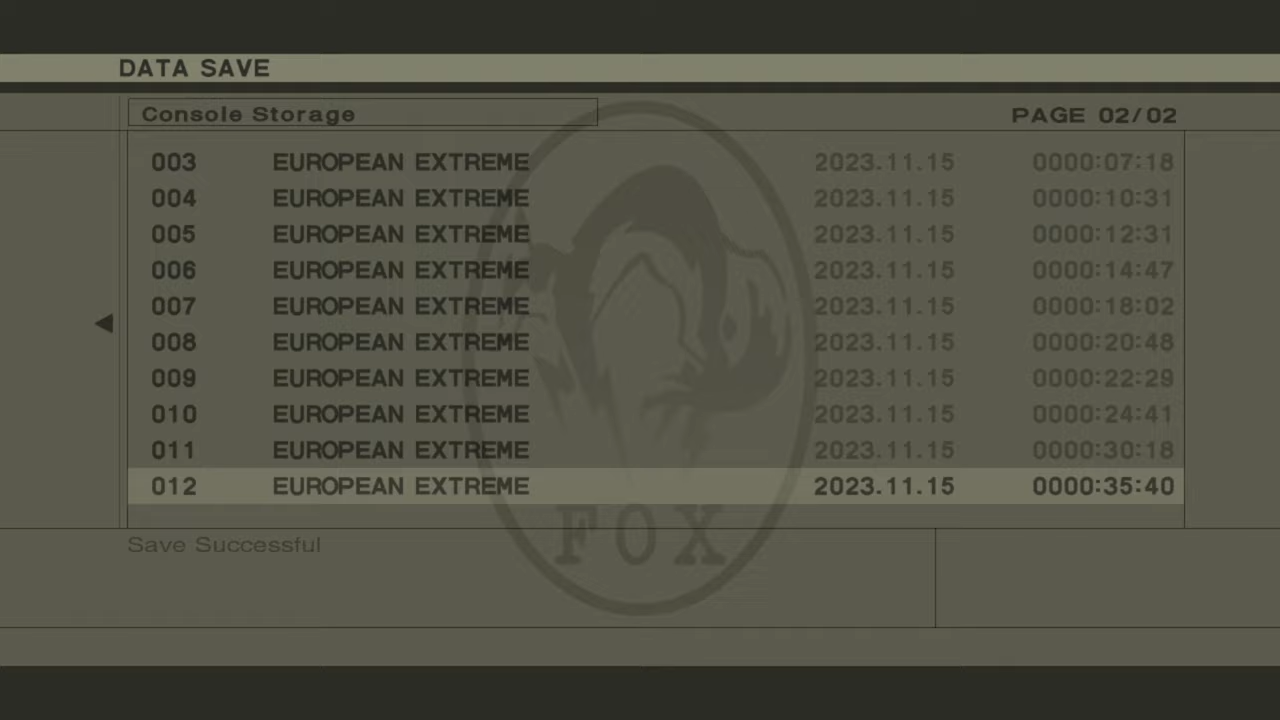 DATA SAVE
Console Storage PAGE 02/02
003 EUROPEAN EXTREME 2023.11.15 0000:07:18
004 EUROPEAN EXTREME 2023.11.15 0000:10:31
005 EUROPEAN EXTREME 2023.11.15 0000:12:31
006 EUROPEAN EXTREME 2023.11.15 0000:14:47
007 EUROPEAN EXTREME 2023.11.15 0000:18:02
008 EUROPEAN EXTREME 2023.11.15 0000:20:48
009 EUROPEAN EXTREME 2023.11.15 0000:22:29
010 EUROPEAN EXTREME 2023.11.15 0000:24:41
011 EUROPEAN EXTREME 2023.11.15 0000:30:18
012 EUROPEAN EXTREME 2023.11.15 0000:35:40
FOX
Save Successful